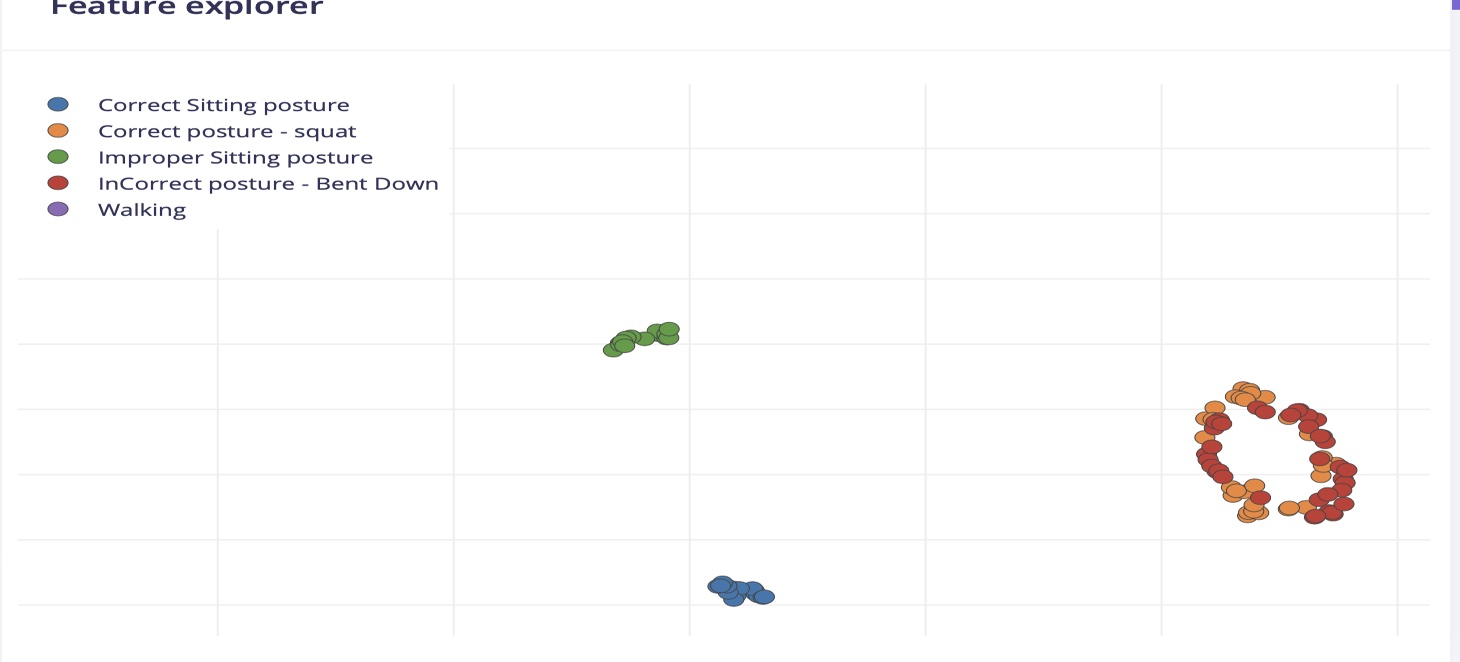 Feature explorer
Correct Sitting posture
Correct posture - squat
Improper Sitting posture
InCorrect posture - Bent Down
Walking